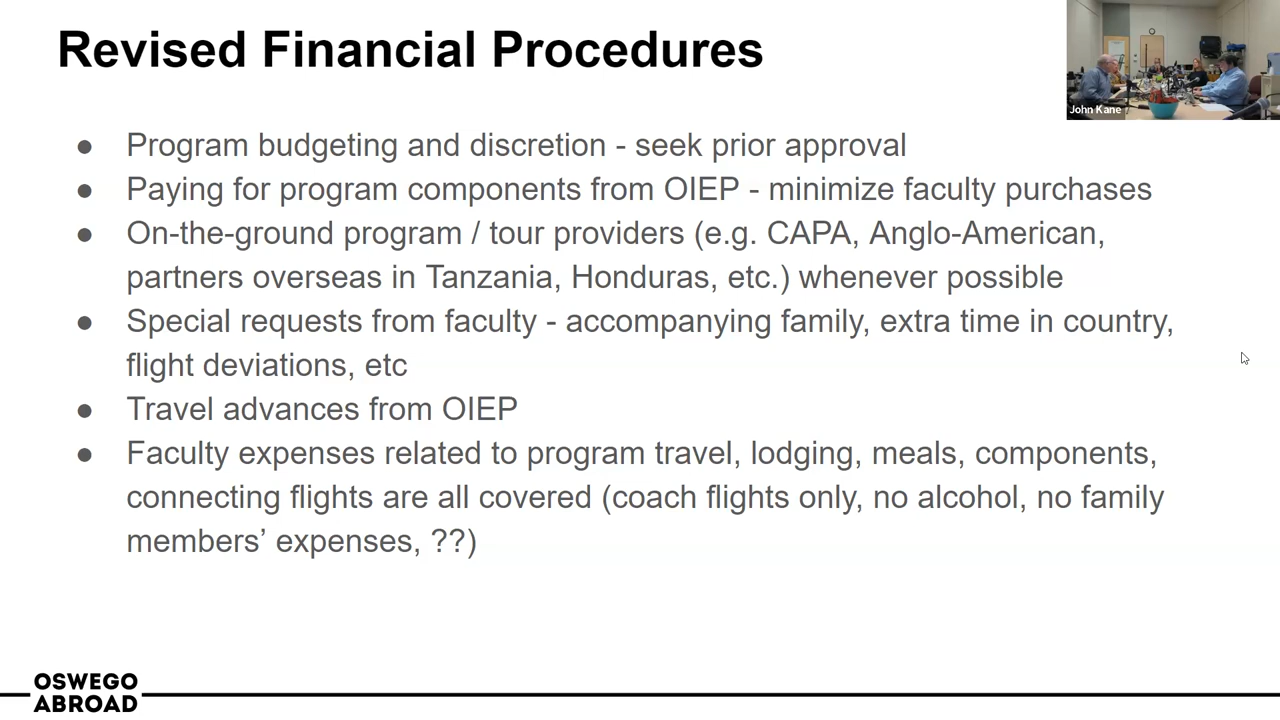 Revised Financial Procedures
John Kane
● Program budgeting and discretion - seek prior approval
● Paying for program components from OIEP - minimize faculty purchases
● On-the-ground program / tour providers (e.g. CAPA, Anglo-American,
partners overseas in Tanzania, Honduras, etc.) whenever possible
● Special requests from faculty - accompanying family, extra time in country,
flight deviations, etc
● Travel advances from OIEP
● Faculty expenses related to program travel, lodging, meals, components,
connecting flights are all covered (coach flights only, no alcohol, no family
members’ expenses, ??)
OSWEGO
ABROAD